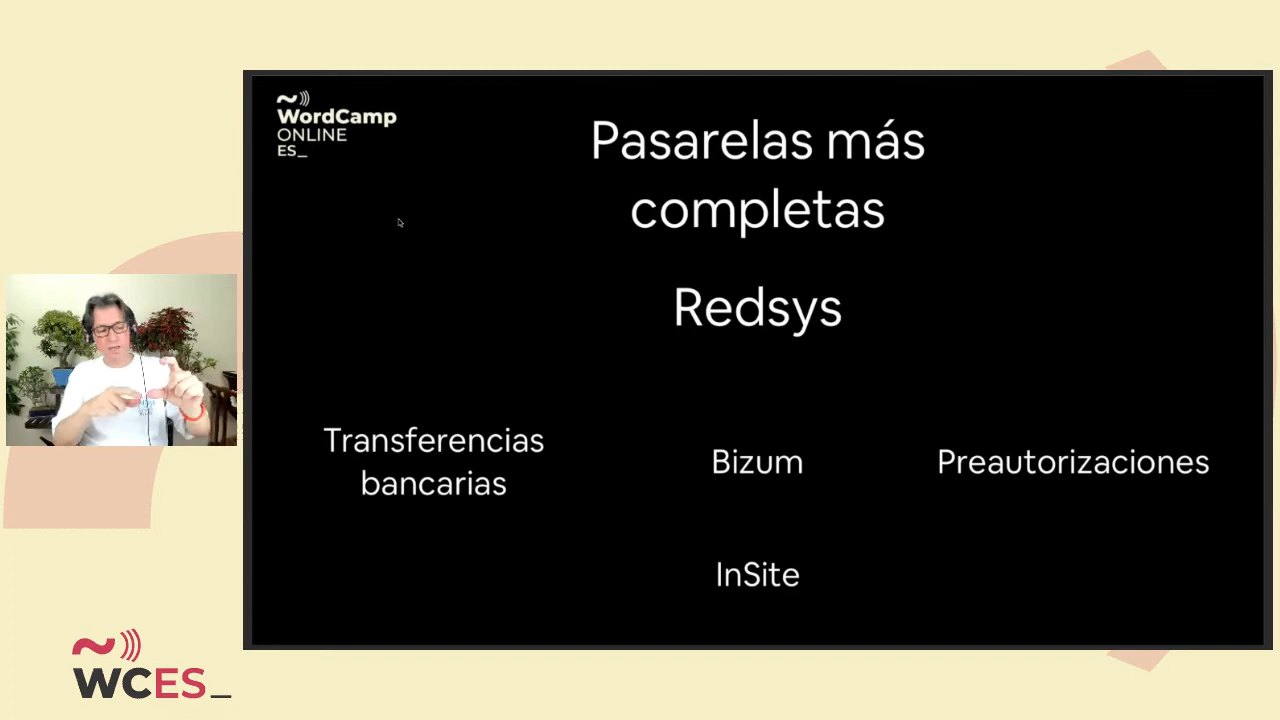 WordCamp
ONLINE
ES_
Pasarelas más
completas
Redsys
Transferencias
bancarias
Bizum
Preautorizaciones
InSite
WCES_